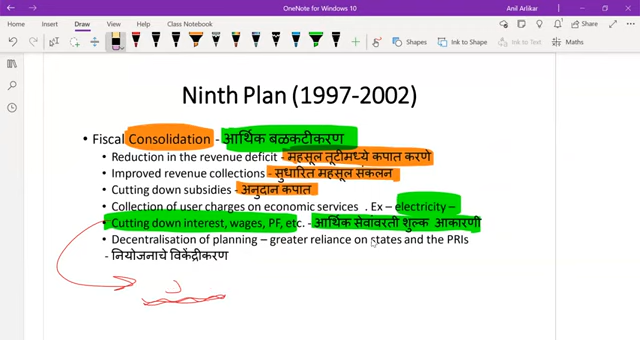 OneNote for Windows 10
Anil Arlikar
Home Insert Draw View Help
Share
Shapes Ink to Shape Ink to Text Maths
Ninth Plan (1997-2002)
• Fiscal Consolidation - आर्थिक बळकटीकरण
• Reduction in the revenue deficit - महसूल तूटीमध्ये कपात करणे
• Improved revenue collections - सुधारित महसूल संकलन
• Cutting down subsidies - अनुदान कपात
• Collection of user charges on economic services . Ex – electricity –
• Cutting down interest, wages, PF, etc. - आर्थिक सेवांवरती शुल्क आकारणी
• Decentralisation of planning – greater reliance on states and the PRIs
- नियोजनाचे विकेंद्रीकरण